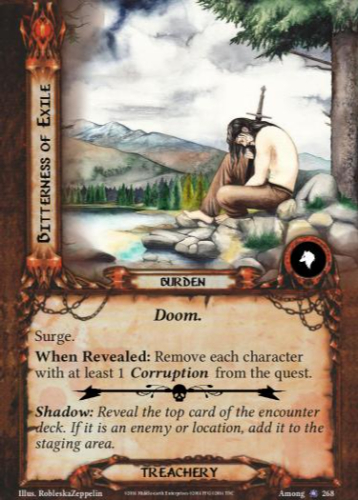 BITTERNESS OF EXILE
BURDEN
Doom.
Surge.
When Revealed: Remove each character
with at least 1 Corruption from the quest.
Shadow: Reveal the top card of the encounter
deck. If it is an enemy or location, add it to the
staging area.
TREACHERY
Illus. RobleskaZeppelin
Among 268